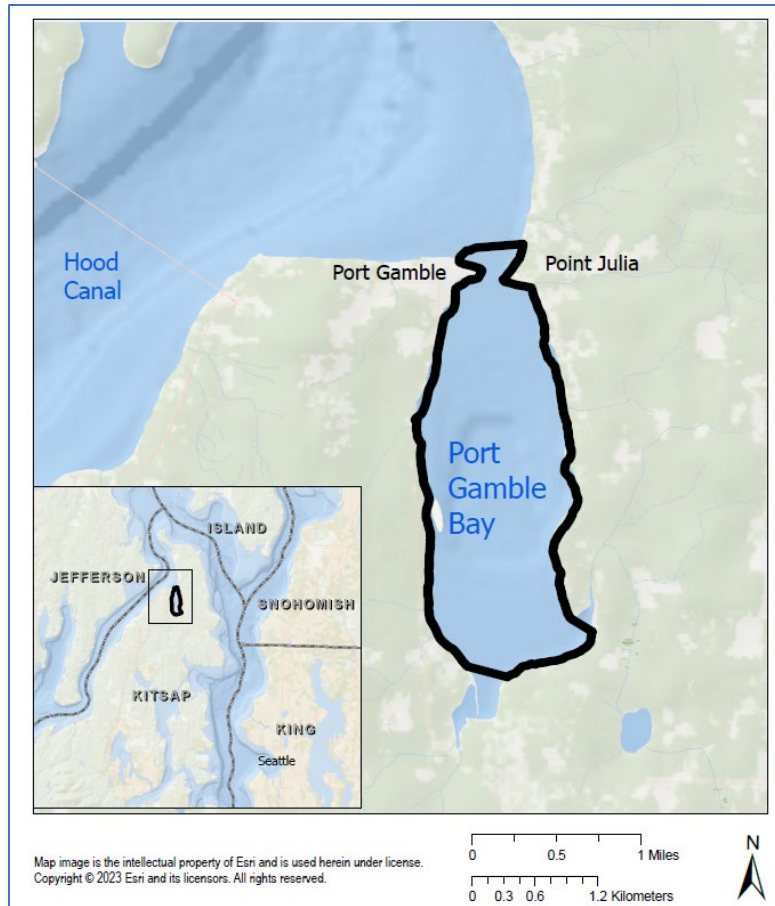 Hood
Canal
Port Gamble
Point Julia
Port
Gamble
Bay
ISLAND
JEFFERSON
SNOHOMISH
KITSAP
KING
Seattle
Map image is the intellectual property of Esri and is used herein under license.
Copyright © 2023 Esri and its licensors. All rights reserved.
0 0.5 1 Miles
0 0.3 0.6 1.2 Kilometers
N